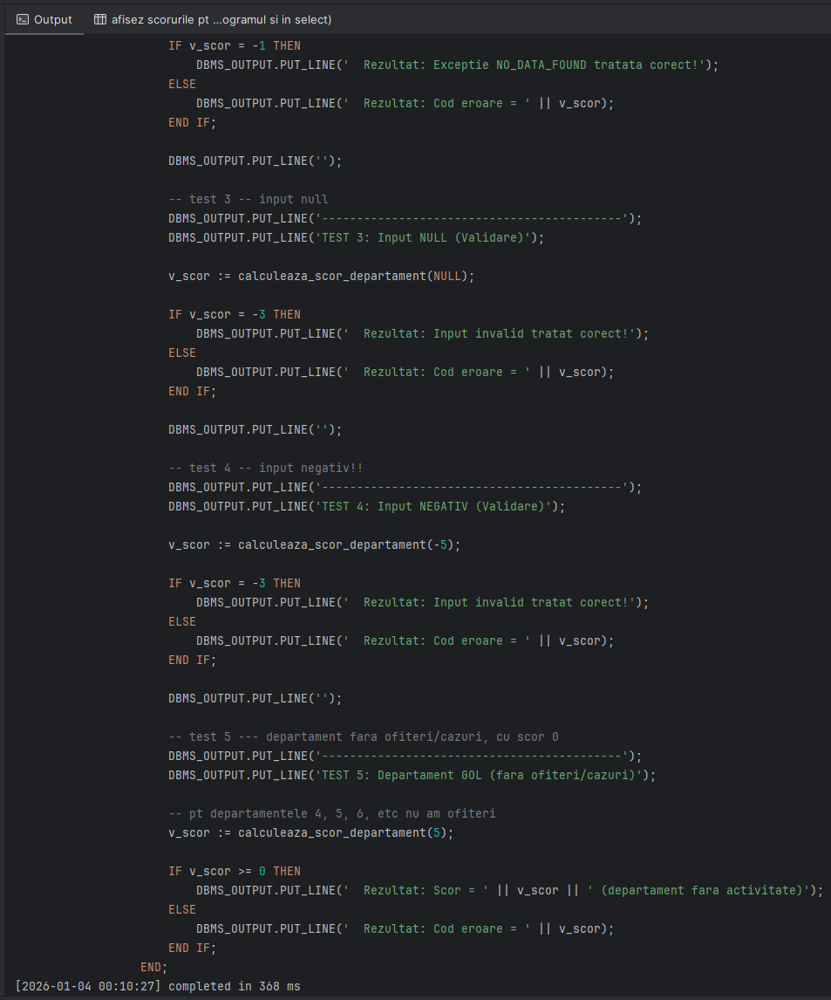 Output
afisez scorurile pt ...ogramul si in select)
IF v_scor = -1 THEN
DBMS_OUTPUT.PUT_LINE('  Rezultat: Exceptie NO_DATA_FOUND tratata corect!');
ELSE
DBMS_OUTPUT.PUT_LINE('  Rezultat: Cod eroare = ' || v_scor);
END IF;
DBMS_OUTPUT.PUT_LINE('');
-- test 3 -- input null
DBMS_OUTPUT.PUT_LINE('-------------------------------------------');
DBMS_OUTPUT.PUT_LINE('TEST 3: Input NULL (Validare)');
v_scor := calculeaza_scor_departament(NULL);
IF v_scor = -3 THEN
DBMS_OUTPUT.PUT_LINE('  Rezultat: Input invalid tratat corect!');
ELSE
DBMS_OUTPUT.PUT_LINE('  Rezultat: Cod eroare = ' || v_scor);
END IF;
DBMS_OUTPUT.PUT_LINE('');
-- test 4 -- input negativ!!
DBMS_OUTPUT.PUT_LINE('-------------------------------------------');
DBMS_OUTPUT.PUT_LINE('TEST 4: Input NEGATIV (Validare)');
v_scor := calculeaza_scor_departament(-5);
IF v_scor = -3 THEN
DBMS_OUTPUT.PUT_LINE('  Rezultat: Input invalid tratat corect!');
ELSE
DBMS_OUTPUT.PUT_LINE('  Rezultat: Cod eroare = ' || v_scor);
END IF;
DBMS_OUTPUT.PUT_LINE('');
-- test 5 --- departament fara ofiteri/cazuri, cu scor 0
DBMS_OUTPUT.PUT_LINE('-------------------------------------------');
DBMS_OUTPUT.PUT_LINE('TEST 5: Departament GOL (fara ofiteri/cazuri)');
-- pt departamentele 4, 5, 6, etc nu am ofiteri
v_scor := calculeaza_scor_departament(5);
IF v_scor >= 0 THEN
DBMS_OUTPUT.PUT_LINE('  Rezultat: Scor = ' || v_scor || ' (departament fara activitate)');
ELSE
DBMS_OUTPUT.PUT_LINE('  Rezultat: Cod eroare = ' || v_scor);
END IF;
END;
[2026-01-04 00:10:27] completed in 368 ms